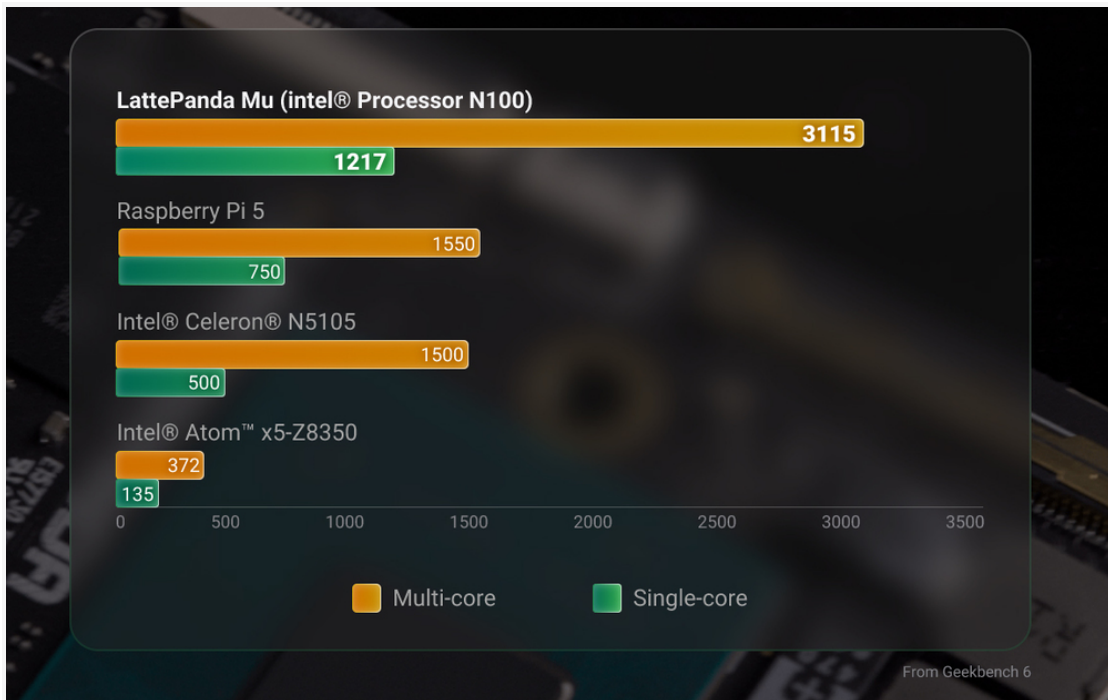 LattePanda Mu (intel® Processor N100)
3115
1217
Raspberry Pi 5
1550
750
Intel® Celeron® N5105
1500
500
Intel® Atom™ x5-Z8350
372
135
0 500 1000 1500 2000 2500 3000 3500
Multi-core Single-core
From Geekbench 6